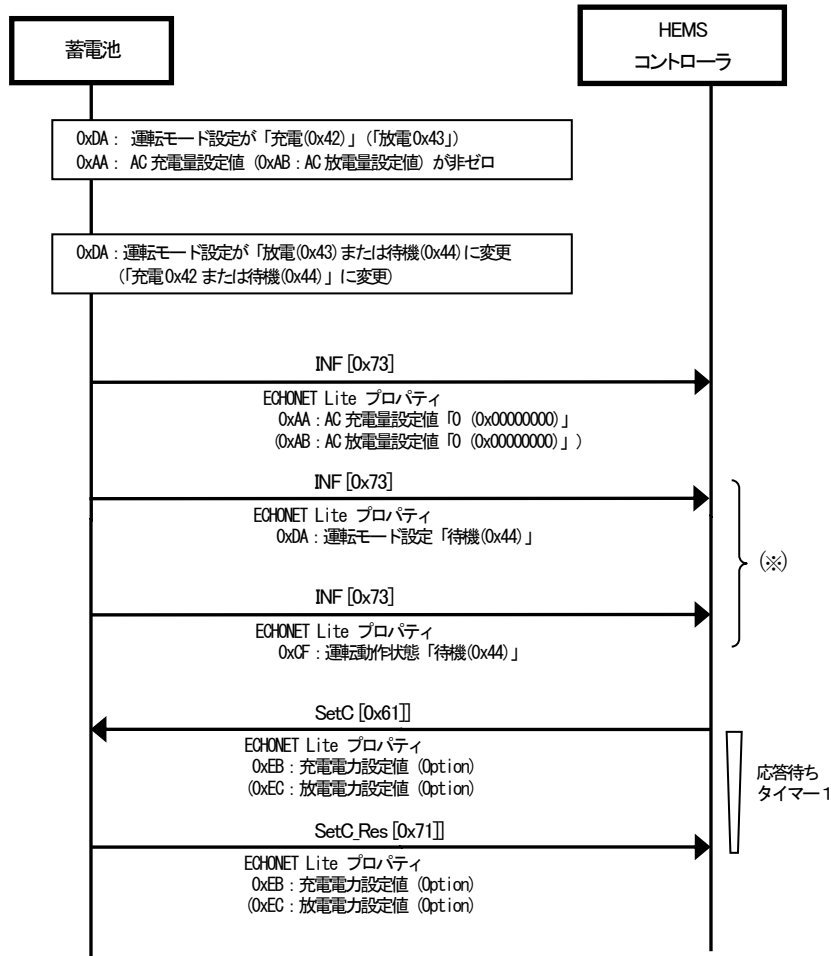 蓄電池
HEMS
コントローラ
0xDA : 運転モード設定が「充電(0x42)」(「放電0x43」)
0xAA : AC 充電量設定値 (0xAB : AC 放電量設定値) が非ゼロ
0xDA : 運転モード設定が「放電(0x43) または待機(0x44) に変更
(「充電0x42 または待機(0x44)」に変更)
INF [0x73]
ECHONET Lite プロパティ
0xAA : AC 充電量設定値「0 (0x00000000)」
(0xAB : AC 放電量設定値「0 (0x00000000)」)
INF [0x73]
ECHONET Lite プロパティ
0xDA : 運転モード設定「待機(0x44)」
(※)
INF [0x73]
ECHONET Lite プロパティ
0xCF : 運転動作状態「待機(0x44)」
SetC [0x61]]
ECHONET Lite プロパティ
0xEB : 充電電力設定値 (Option)
(0xEC : 放電電力設定値 (Option)
応答待ち
タイマー1
SetC_Res [0x71]]
ECHONET Lite プロパティ
0xEB : 充電電力設定値 (Option)
(0xEC : 放電電力設定値 (Option)